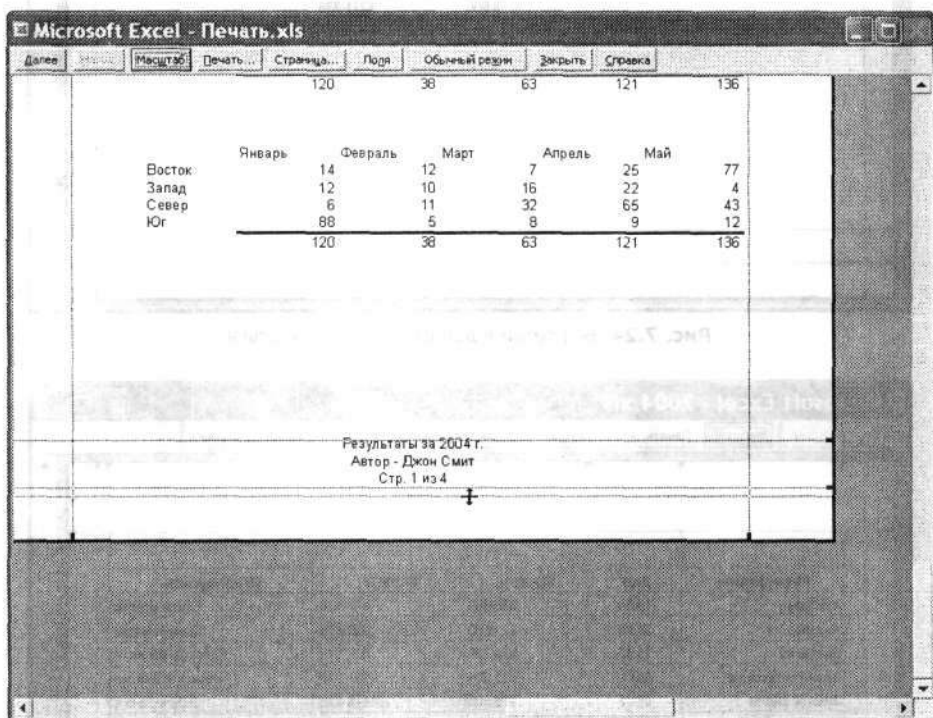 Microsoft Excel - Печать.xls
Далее Назад Масштаб Печать... Страница... Поля Обычный режим Закрыть Справка
120 38 63 121 136
Январь Февраль Март Апрель Май
Восток 14 12 7 25 77
Запад 12 10 16 22 4
Север 6 11 32 65 43
Юг 88 5 8 9 12
120 38 63 121 136
Результаты за 2004 г.
Автор - Джон Смит
Стр. 1 из 4